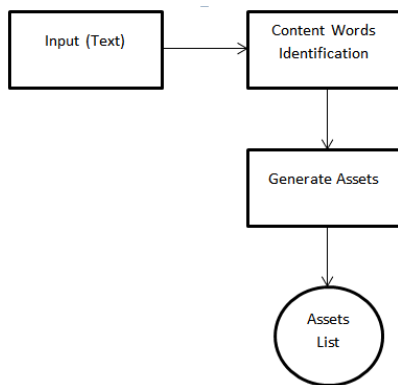 Input (Text)
Content Words
Identification
Generate Assets
Assets
List